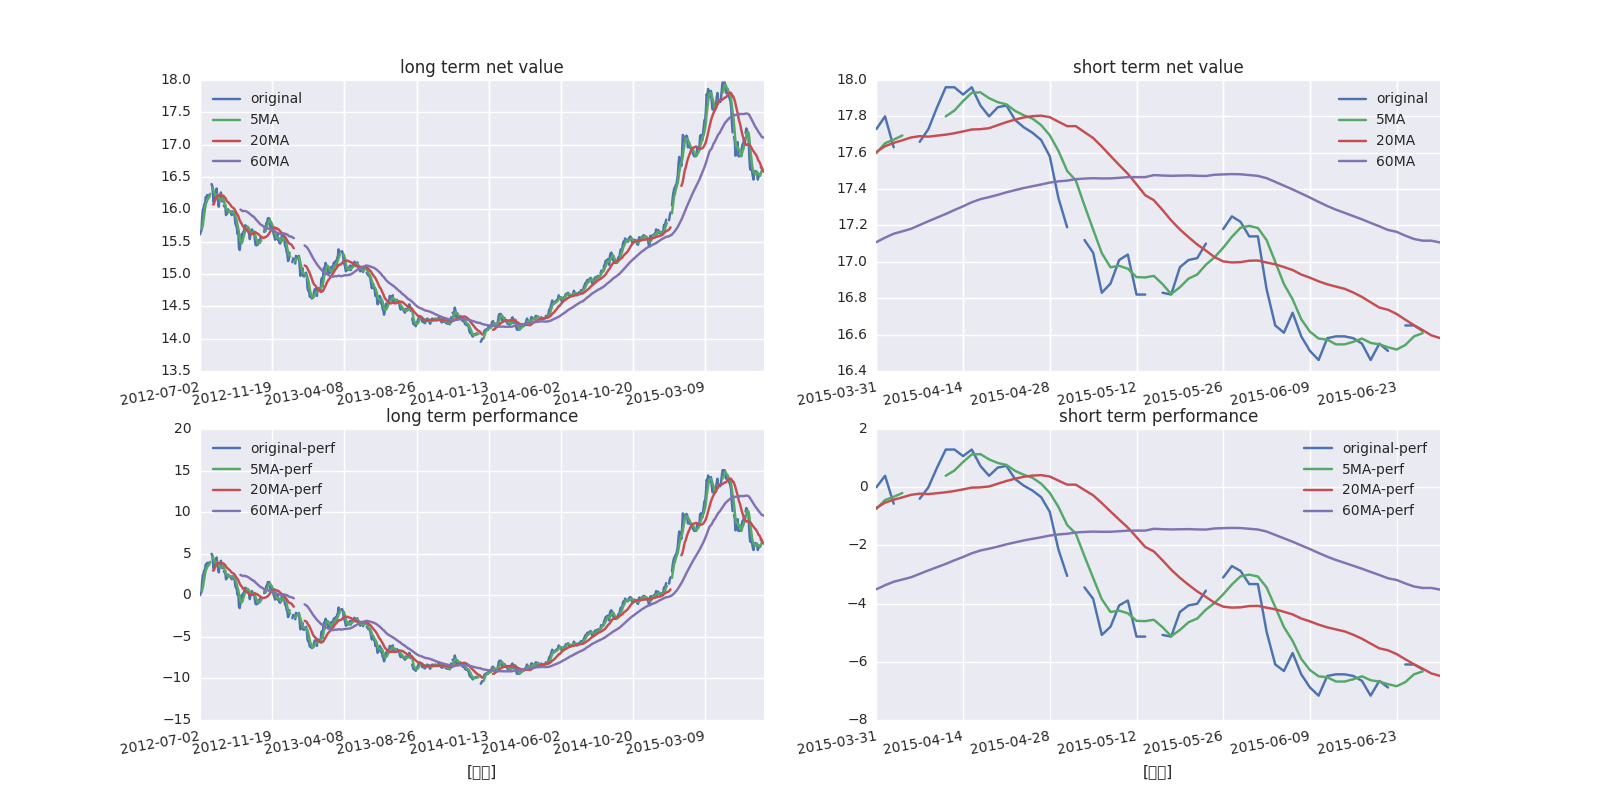 long term net value
18.0
17.5
17.0
16.5
16.0
15.5
15.0
14.5
14.0
13.5
original
5MA
20MA
60MA
2012-07-02 2012-11-19 2013-04-08 2013-08-26 2014-01-13 2014-06-02 2014-10-20 2015-03-09
short term net value
18.0
17.8
17.6
17.4
17.2
17.0
16.8
16.6
16.4
original
5MA
20MA
60MA
2015-03-31 2015-04-14 2015-04-28 2015-05-12 2015-05-26 2015-06-09 2015-06-23
long term performance
20
15
10
5
0
−5
−10
−15
original-perf
5MA-perf
20MA-perf
60MA-perf
2012-07-02 2012-11-19 2013-04-08 2013-08-26 2014-01-13 2014-06-02 2014-10-20 2015-03-09
short term performance
2
0
−2
−4
−6
−8
original-perf
5MA-perf
20MA-perf
60MA-perf
2015-03-31 2015-04-14 2015-04-28 2015-05-12 2015-05-26 2015-06-09 2015-06-23